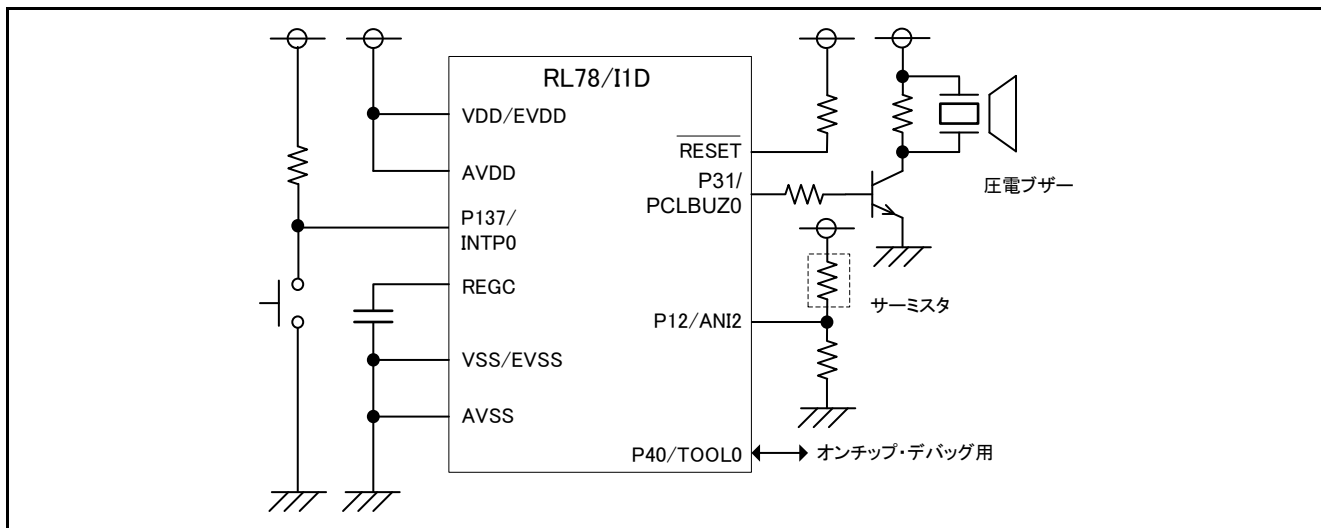 RL78/I1D
VDD/EVDD
AVDD
P137/
INTP0
REGC
VSS/EVSS
AVSS
RESET
P31/
PCLBUZ0
P12/ANI2
P40/TOOL0
圧電ブザー
サーミスタ
オンチップ・デバッグ用